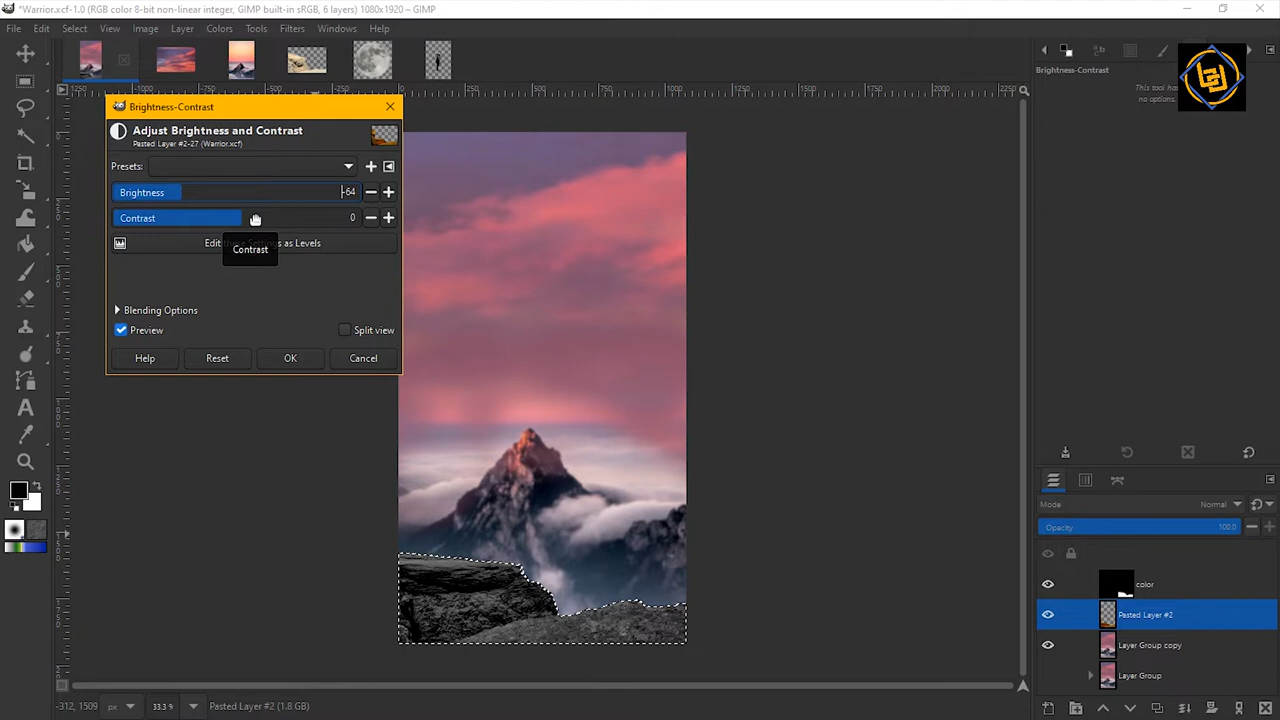 *Warrior.xcf-1.0 (RGB color 8-bit non-linear integer, GIMP built-in sRGB, 6 layers) 1080x1920 – GIMP
File Edit Select View Image Layer Colors Tools Filters Windows Help
Brightness-Contrast
Adjust Brightness and Contrast
Pasted Layer #2-27 (Warrior.xcf)
Presets:
Brightness -64
Contrast 0
Contrast
Blending Options
Preview
Split view
Help Reset OK Cancel
Brightness-Contrast
Mode Normal
Opacity 100.0
color
Pasted Layer #2
Layer Group copy
Layer Group
-312, 1509 px 33.3 % Pasted Layer #2 (1.8 GB)